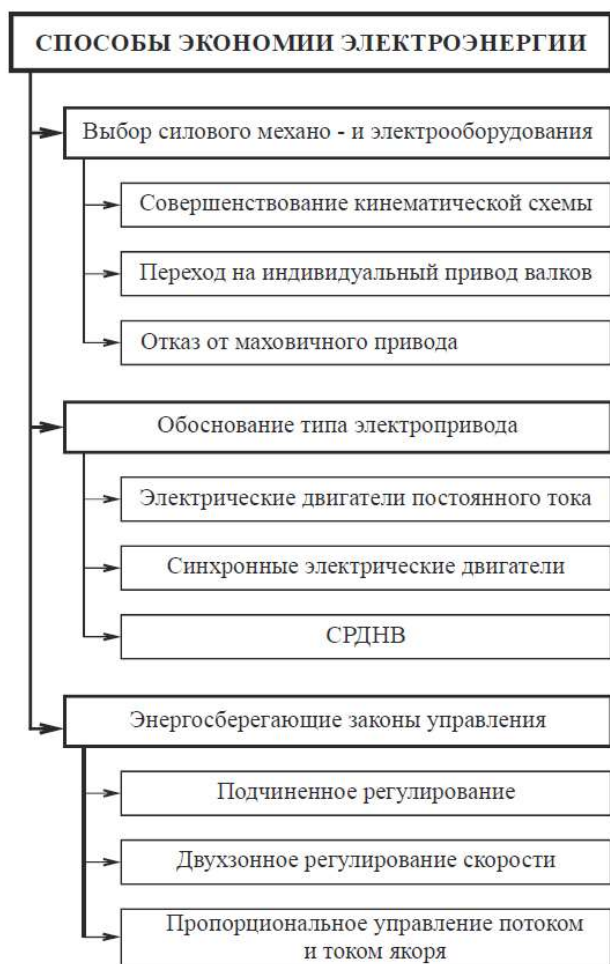 СПОСОБЫ ЭКОНОМИИ ЭЛЕКТРОЭНЕРГИИ
Выбор силового механо - и электрооборудования
Совершенствование кинематической схемы
Переход на индивидуальный привод валков
Отказ от маховичного привода
Обоснование типа электропривода
Электрические двигатели постоянного тока
Синхронные электрические двигатели
СРДНВ
Энергосберегающие законы управления
Подчиненное регулирование
Двухзонное регулирование скорости
Пропорциональное управление потоком
и током якоря